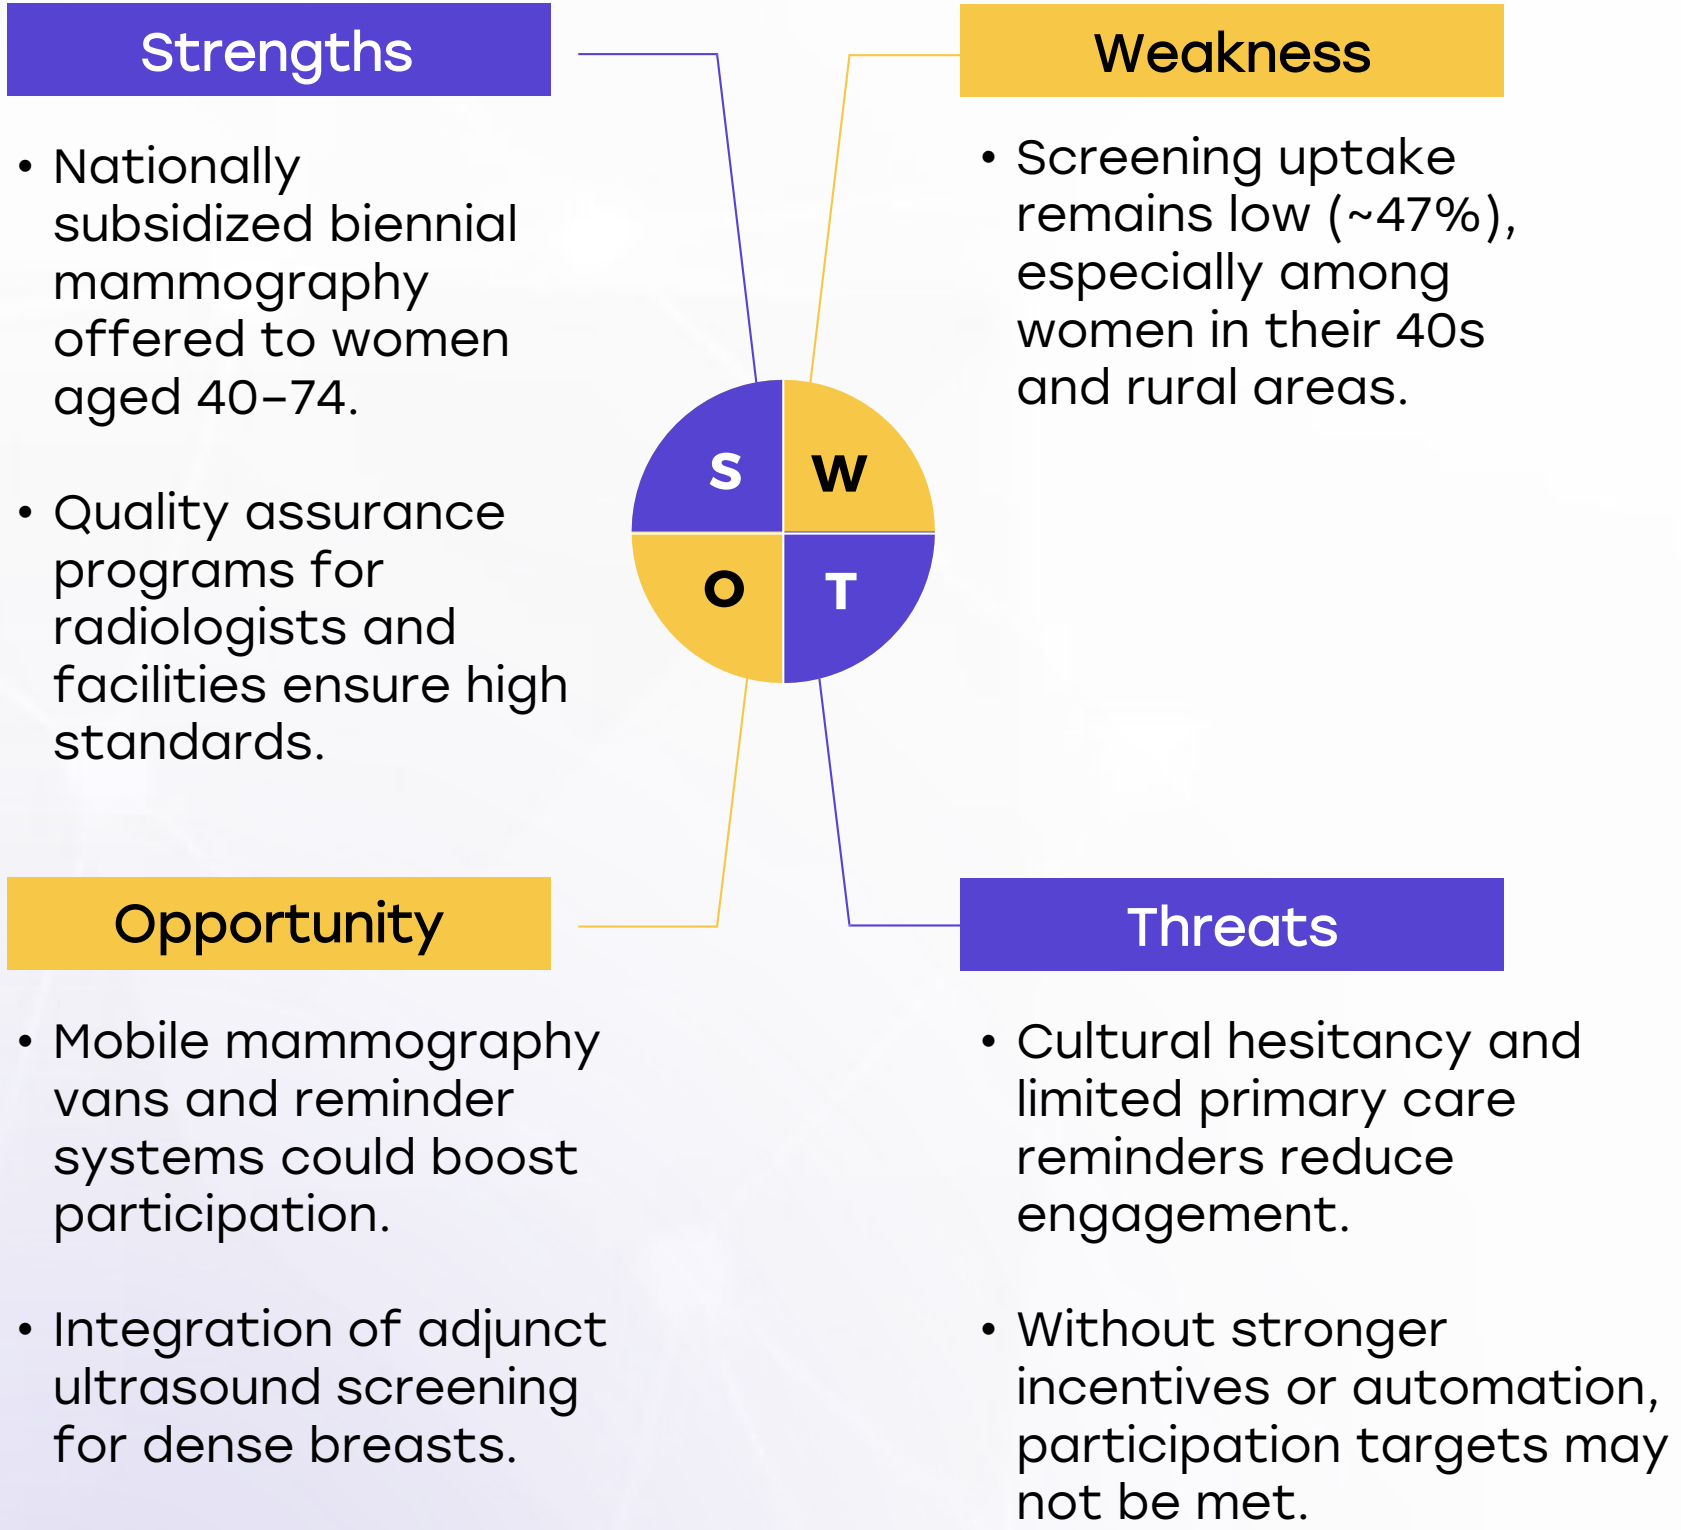 Strengths
• Nationally
subsidized biennial
mammography
offered to women
aged 40–74.
• Quality assurance
programs for
radiologists and
facilities ensure high
standards.
Weakness
• Screening uptake
remains low (~47%),
especially among
women in their 40s
and rural areas.
S
W
O
T
Opportunity
• Mobile mammography
vans and reminder
systems could boost
participation.
• Integration of adjunct
ultrasound screening
for dense breasts.
Threats
• Cultural hesitancy and
limited primary care
reminders reduce
engagement.
• Without stronger
incentives or automation,
participation targets may
not be met.